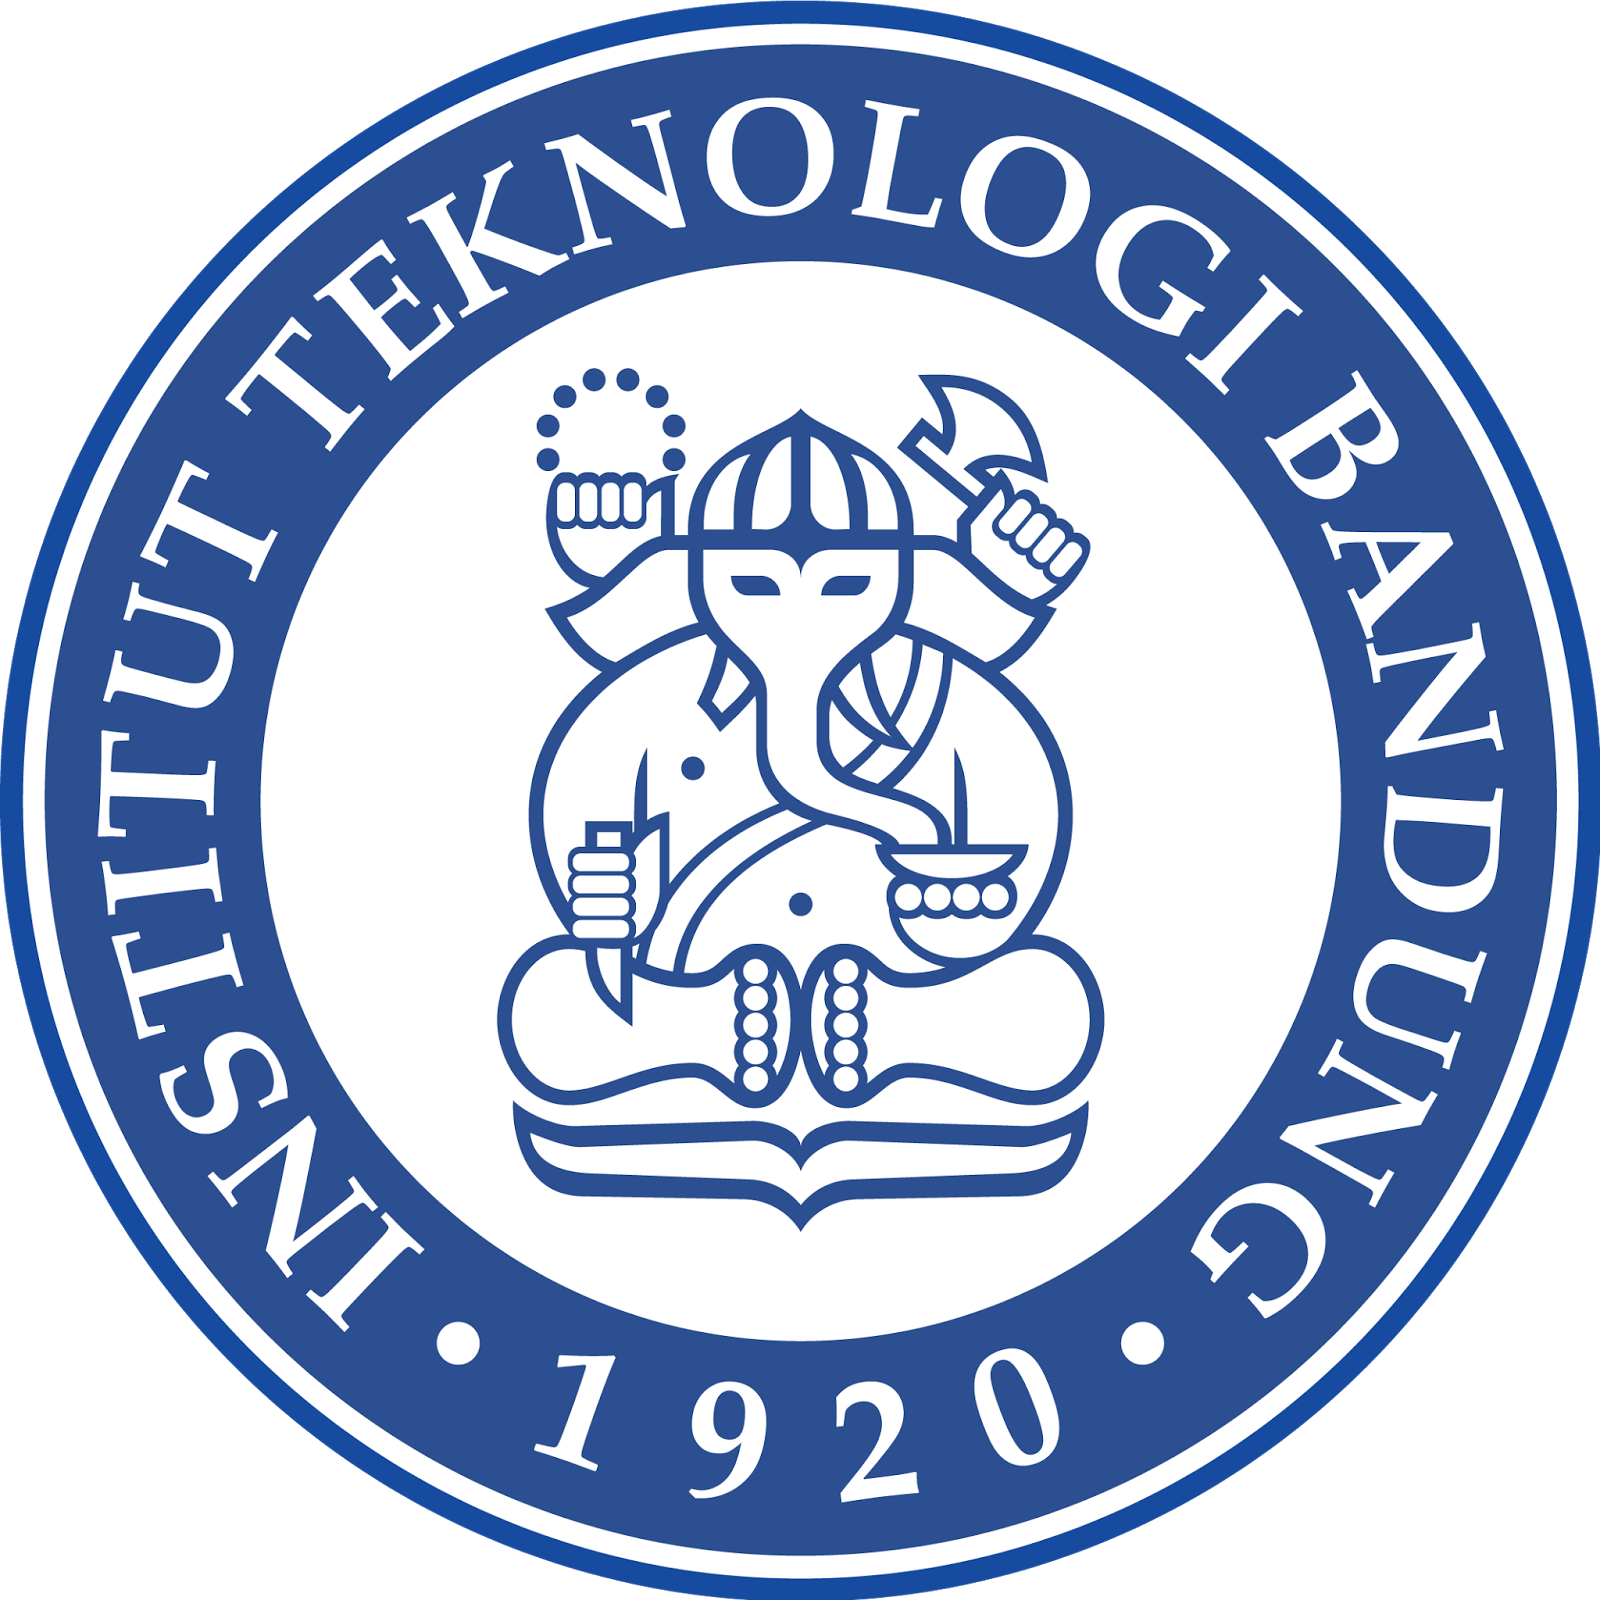 INSTITUT TEKNOLOGI BANDUNG
• 1920 •